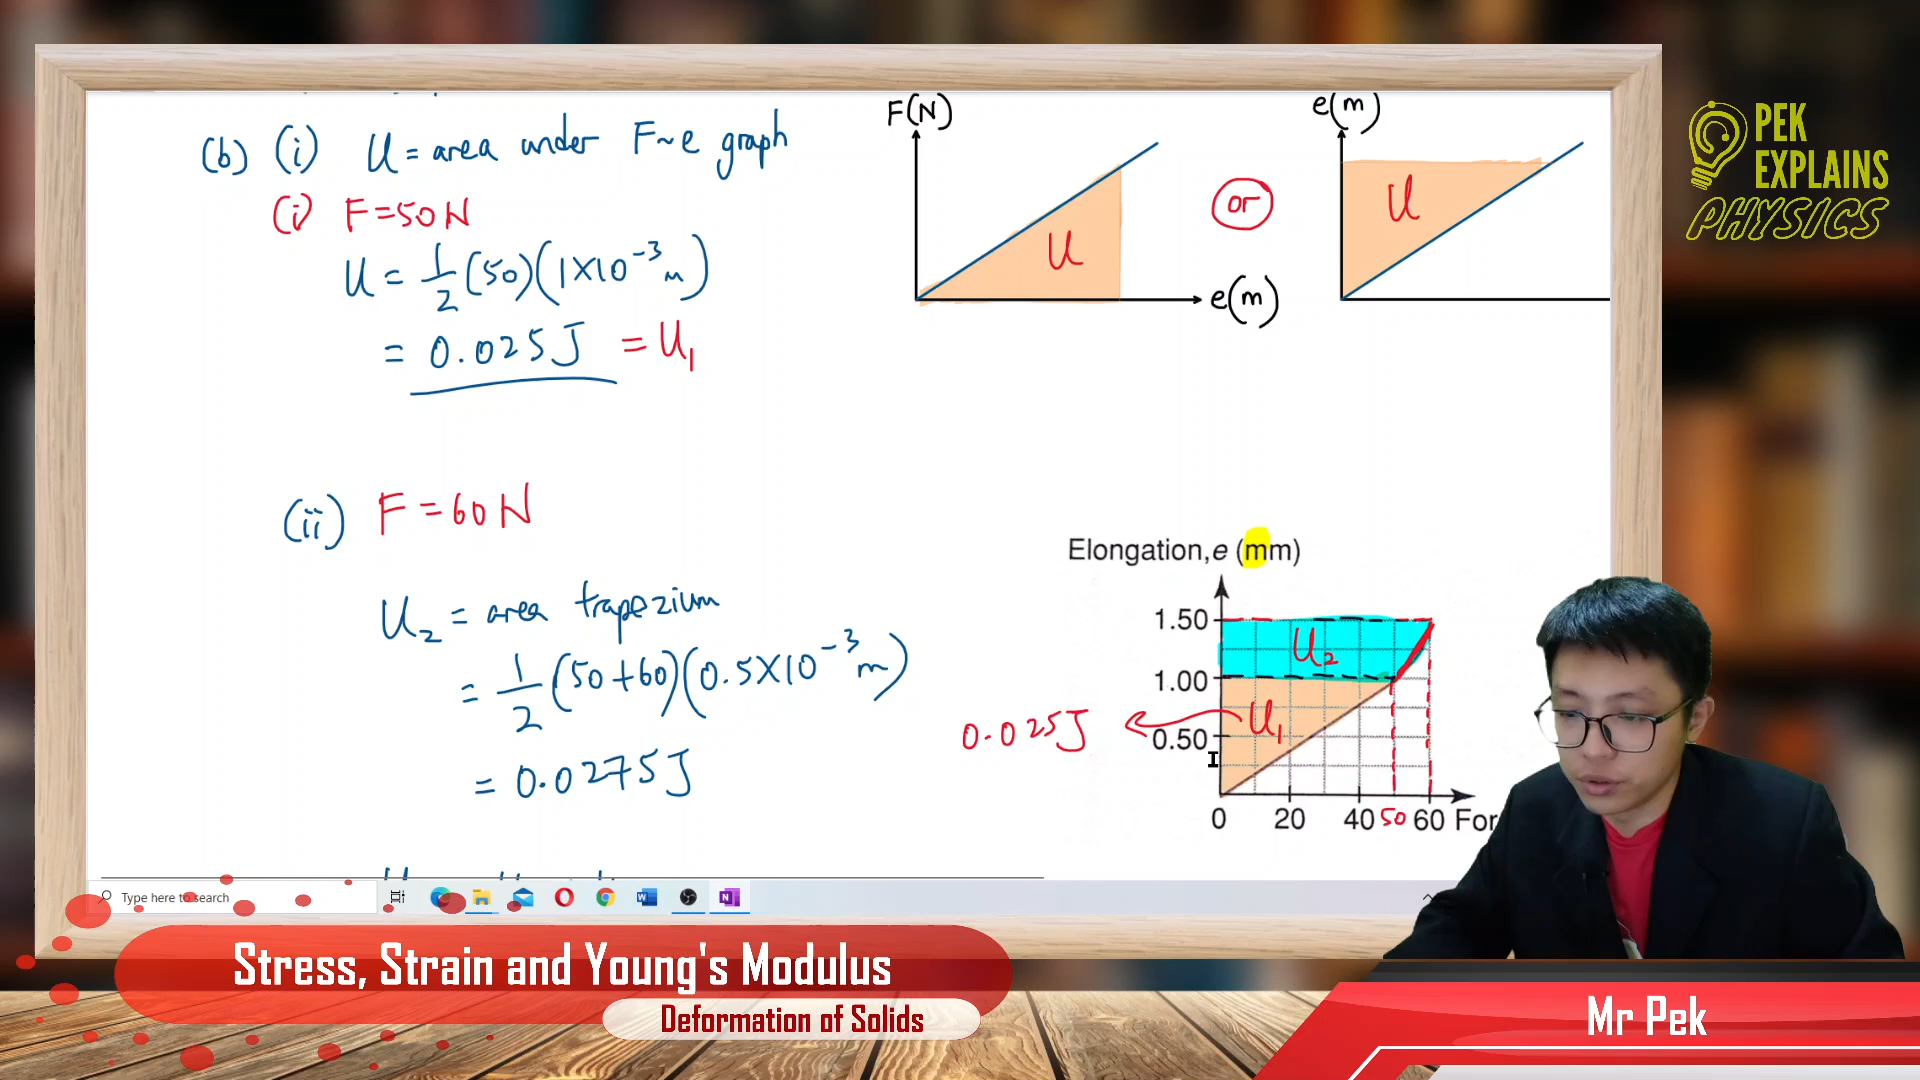 (b) (i) U = area under F~e graph
(i) F = 50 N
U = 1/2 (50)(1×10⁻³ m)
= 0.025 J = U₁
F(N)
U
e(m)
or
e(m)
U
PEK
EXPLAINS
PHYSICS
(ii) F = 60 N
U₂ = area trapezium
= 1/2 (50+60)(0.5×10⁻³ m)
= 0.0275 J
Elongation, e (mm)
1.50
1.00
0.50
U₂
U₁
0.025 J
0 20 40 50 60 For
Type here to search
Stress, Strain and Young's Modulus
Deformation of Solids
Mr Pek